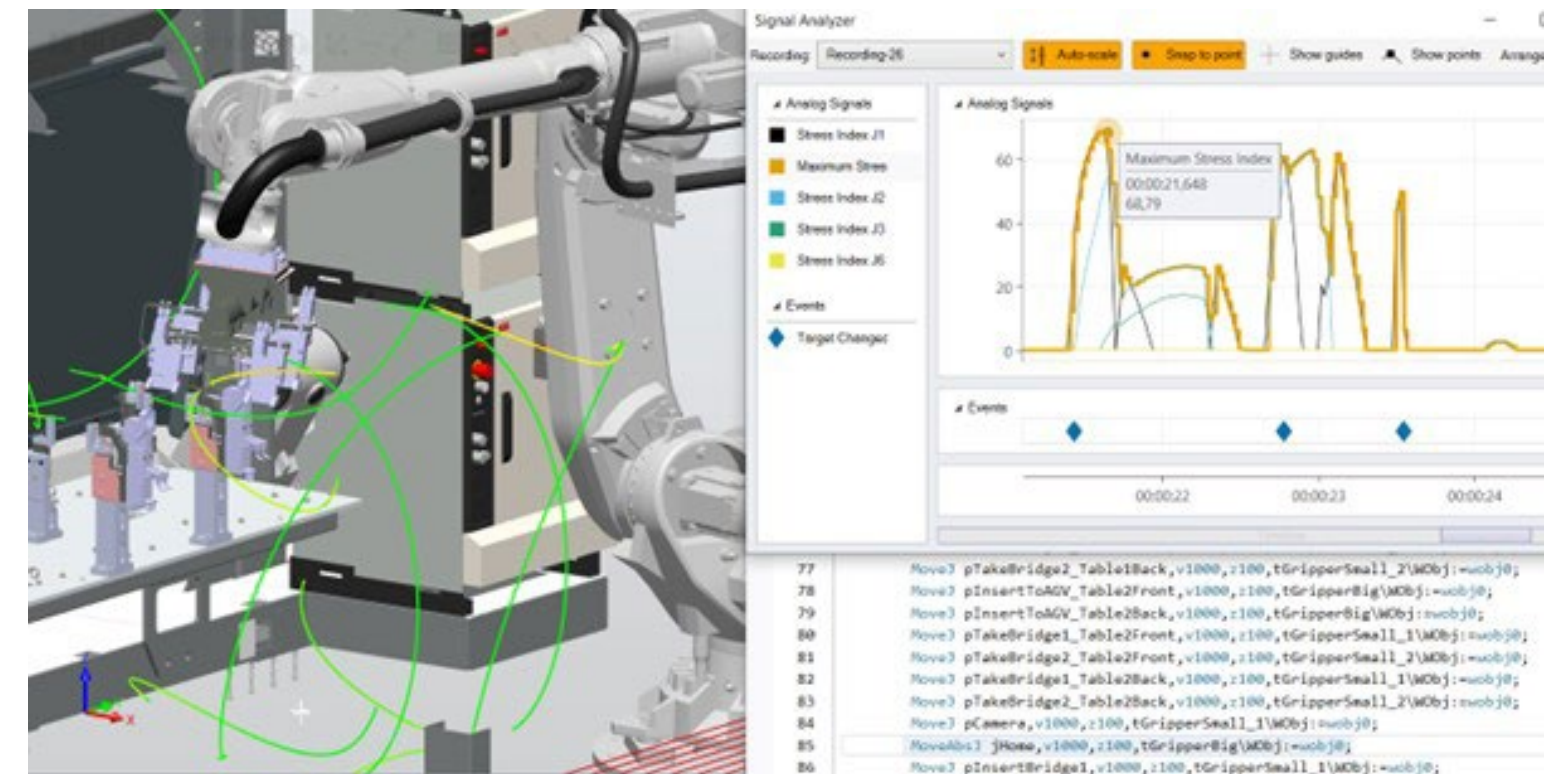 Signal Analyzer
Recording: Recording-26 Auto-scale Snap to point Show guides Show points Arrange
Analog Signals
Stress Index J1
Maximum Stres
Stress Index J2
Stress Index J3
Stress Index J6
Events
Target Changed
Analog Signals
60
40
20
0
Maximum Stress Index
00:00:21,648
68,79
Events
00:00:22 00:00:23 00:00:24
77 MoveJ pTakeBridge2_Table1Back,v1000,z100,tGripperSmall_2\WObj:=wobj0;
78 MoveJ pInsertToAGV_Table2Front,v1000,z100,tGripperBig\WObj:=wobj0;
79 MoveJ pInsertToAGV_Table2Back,v1000,z100,tGripperBig\WObj:=wobj0;
80 MoveJ pTakeBridge1_Table2Front,v1000,z100,tGripperSmall_1\WObj:=wobj0;
81 MoveJ pTakeBridge2_Table2Front,v1000,z100,tGripperSmall_2\WObj:=wobj0;
82 MoveJ pTakeBridge1_Table2Back,v1000,z100,tGripperSmall_1\WObj:=wobj0;
83 MoveJ pTakeBridge2_Table2Back,v1000,z100,tGripperSmall_2\WObj:=wobj0;
84 MoveJ pCamera,v1000,z100,tGripperSmall_1\WObj:=wobj0;
85 MoveAbsJ jHome,v1000,z100,tGripperBig\WObj:=wobj0;
86 MoveJ pInsertBridge1,v1000,z100,tGripperSmall_1\WObj:=wobj0;
x